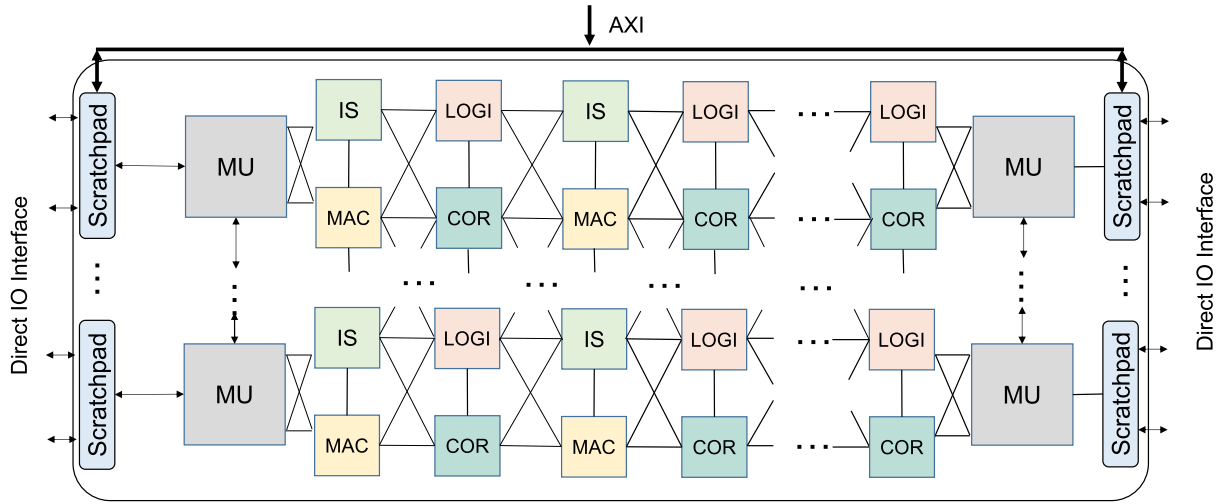 AXI
IS LOGI IS LOGI ... LOGI
Scratchpad MU MU Scratchpad
MAC COR MAC COR ... COR
Direct IO Interface ... Direct IO Interface
... ... ... ... ... ... ...
IS LOGI IS LOGI ... LOGI
Scratchpad MU MU Scratchpad
MAC COR MAC COR ... COR